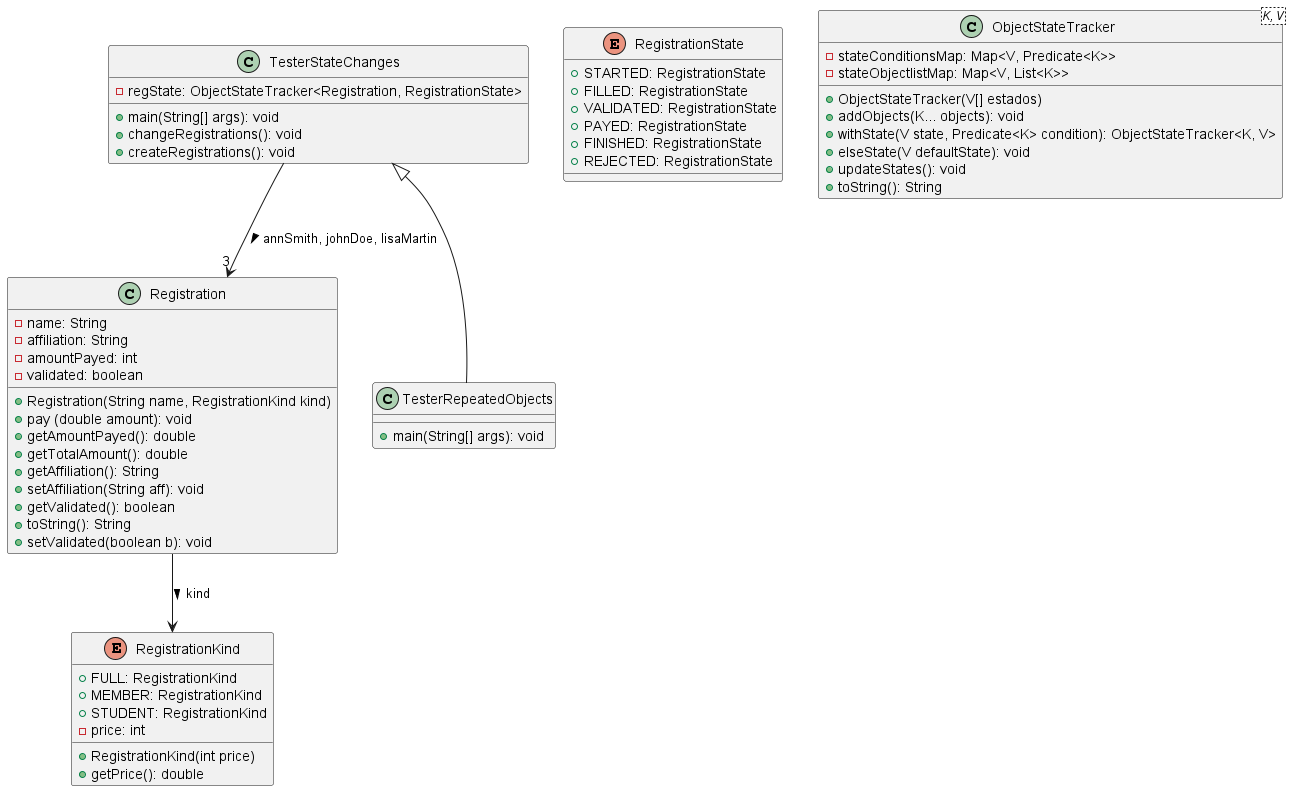 C TesterStateChanges
regState: ObjectStateTracker<Registration, RegistrationState>
main(String[] args): void
changeRegistrations(): void
createRegistrations(): void
E RegistrationState
STARTED: RegistrationState
FILLED: RegistrationState
VALIDATED: RegistrationState
PAYED: RegistrationState
FINISHED: RegistrationState
REJECTED: RegistrationState
K, V
C ObjectStateTracker
stateConditionsMap: Map<V, Predicate<K>>
stateObjectlistMap: Map<V, List<K>>
ObjectStateTracker(V[] estados)
addObjects(K... objects): void
withState(V state, Predicate<K> condition): ObjectStateTracker<K, V>
elseState(V defaultState): void
updateStates(): void
toString(): String
annSmith, johnDoe, lisaMartin
3
C Registration
name: String
affiliation: String
amountPayed: int
validated: boolean
Registration(String name, RegistrationKind kind)
pay (double amount): void
getAmountPayed(): double
getTotalAmount(): double
getAffiliation(): String
setAffiliation(String aff): void
getValidated(): boolean
toString(): String
setValidated(boolean b): void
C TesterRepeatedObjects
main(String[] args): void
kind
E RegistrationKind
FULL: RegistrationKind
MEMBER: RegistrationKind
STUDENT: RegistrationKind
price: int
RegistrationKind(int price)
getPrice(): double